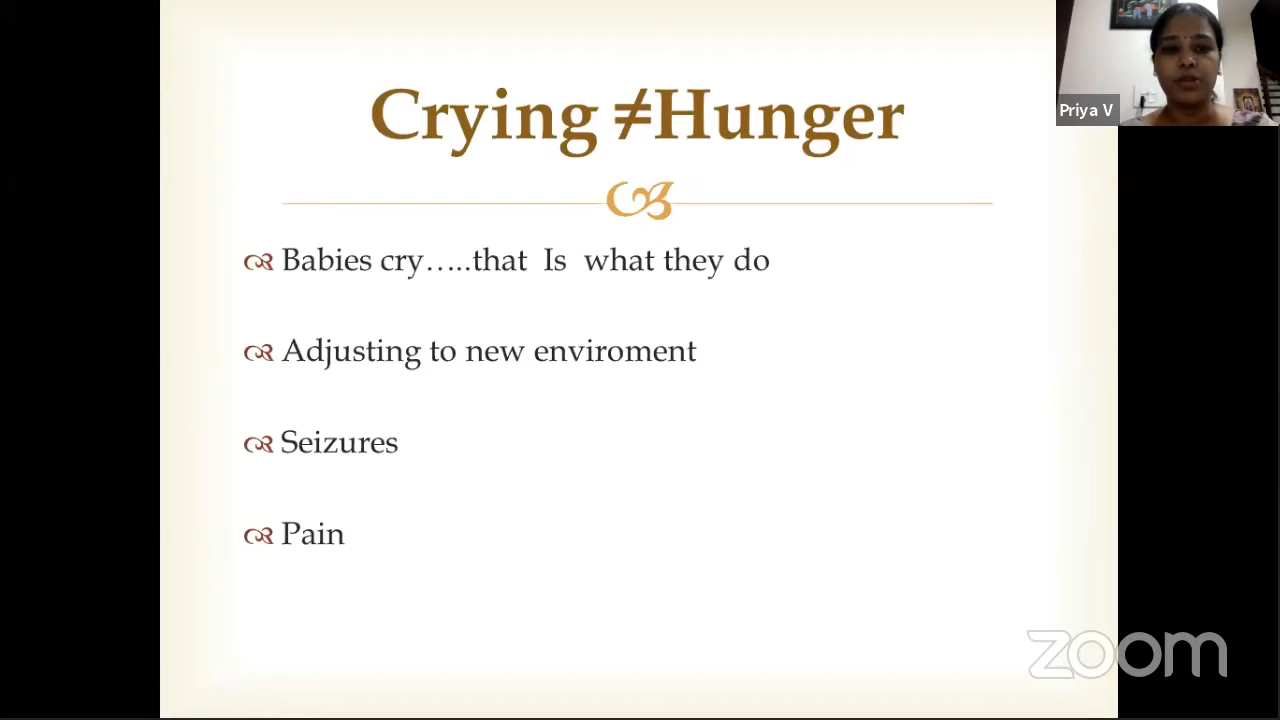 Crying ≠Hunger
Babies cry…..that Is what they do
Adjusting to new enviroment
Seizures
Pain
Priya V
zoom